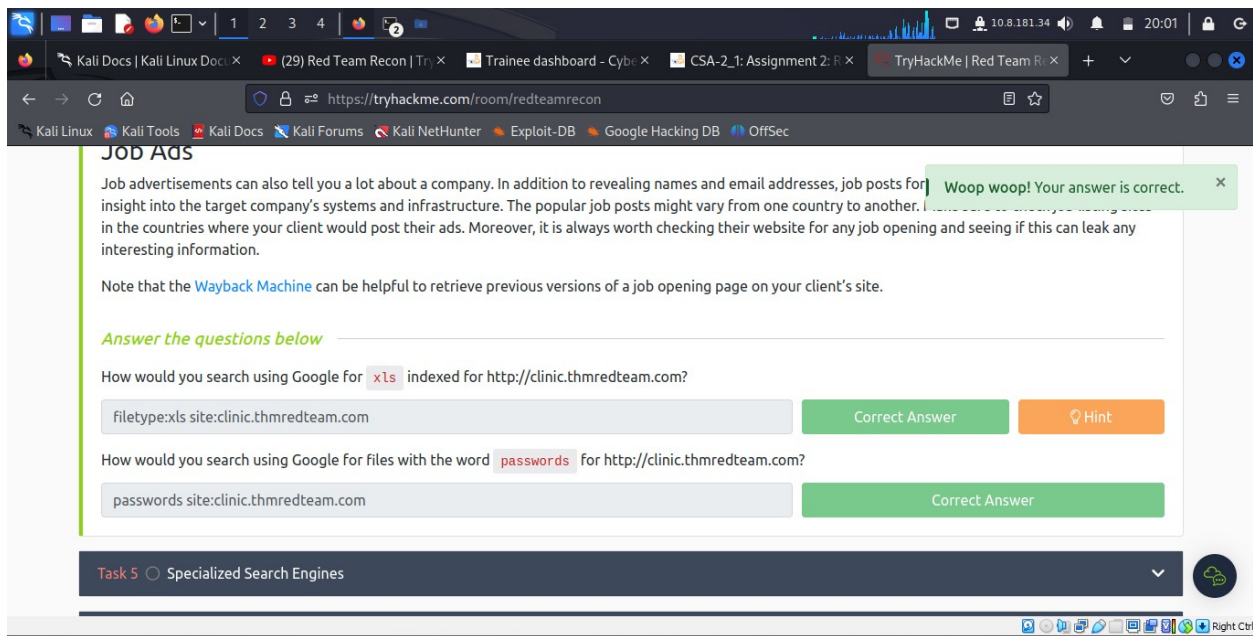 1 2 3 4 2 10.8.181.34 20:01
Kali Docs | Kali Linux Docu × (29) Red Team Recon | Try × Trainee dashboard - Cybe × CSA-2_1: Assignment 2: R × TryHackMe | Red Team Re ×
https://tryhackme.com/room/redteamrecon
Kali Linux Kali Tools Kali Docs Kali Forums Kali NetHunter Exploit-DB Google Hacking DB OffSec
Job Ads
Job advertisements can also tell you a lot about a company. In addition to revealing names and email addresses, job posts for
Woop woop! Your answer is correct. ×
insight into the target company's systems and infrastructure. The popular job posts might vary from one country to another.
in the countries where your client would post their ads. Moreover, it is always worth checking their website for any job opening and seeing if this can leak any
interesting information.
Note that the Wayback Machine can be helpful to retrieve previous versions of a job opening page on your client's site.
Answer the questions below
How would you search using Google for xls indexed for http://clinic.thmredteam.com?
filetype:xls site:clinic.thmredteam.com Correct Answer Hint
How would you search using Google for files with the word passwords for http://clinic.thmredteam.com?
passwords site:clinic.thmredteam.com Correct Answer
Task 5 Specialized Search Engines
Right Ctrl